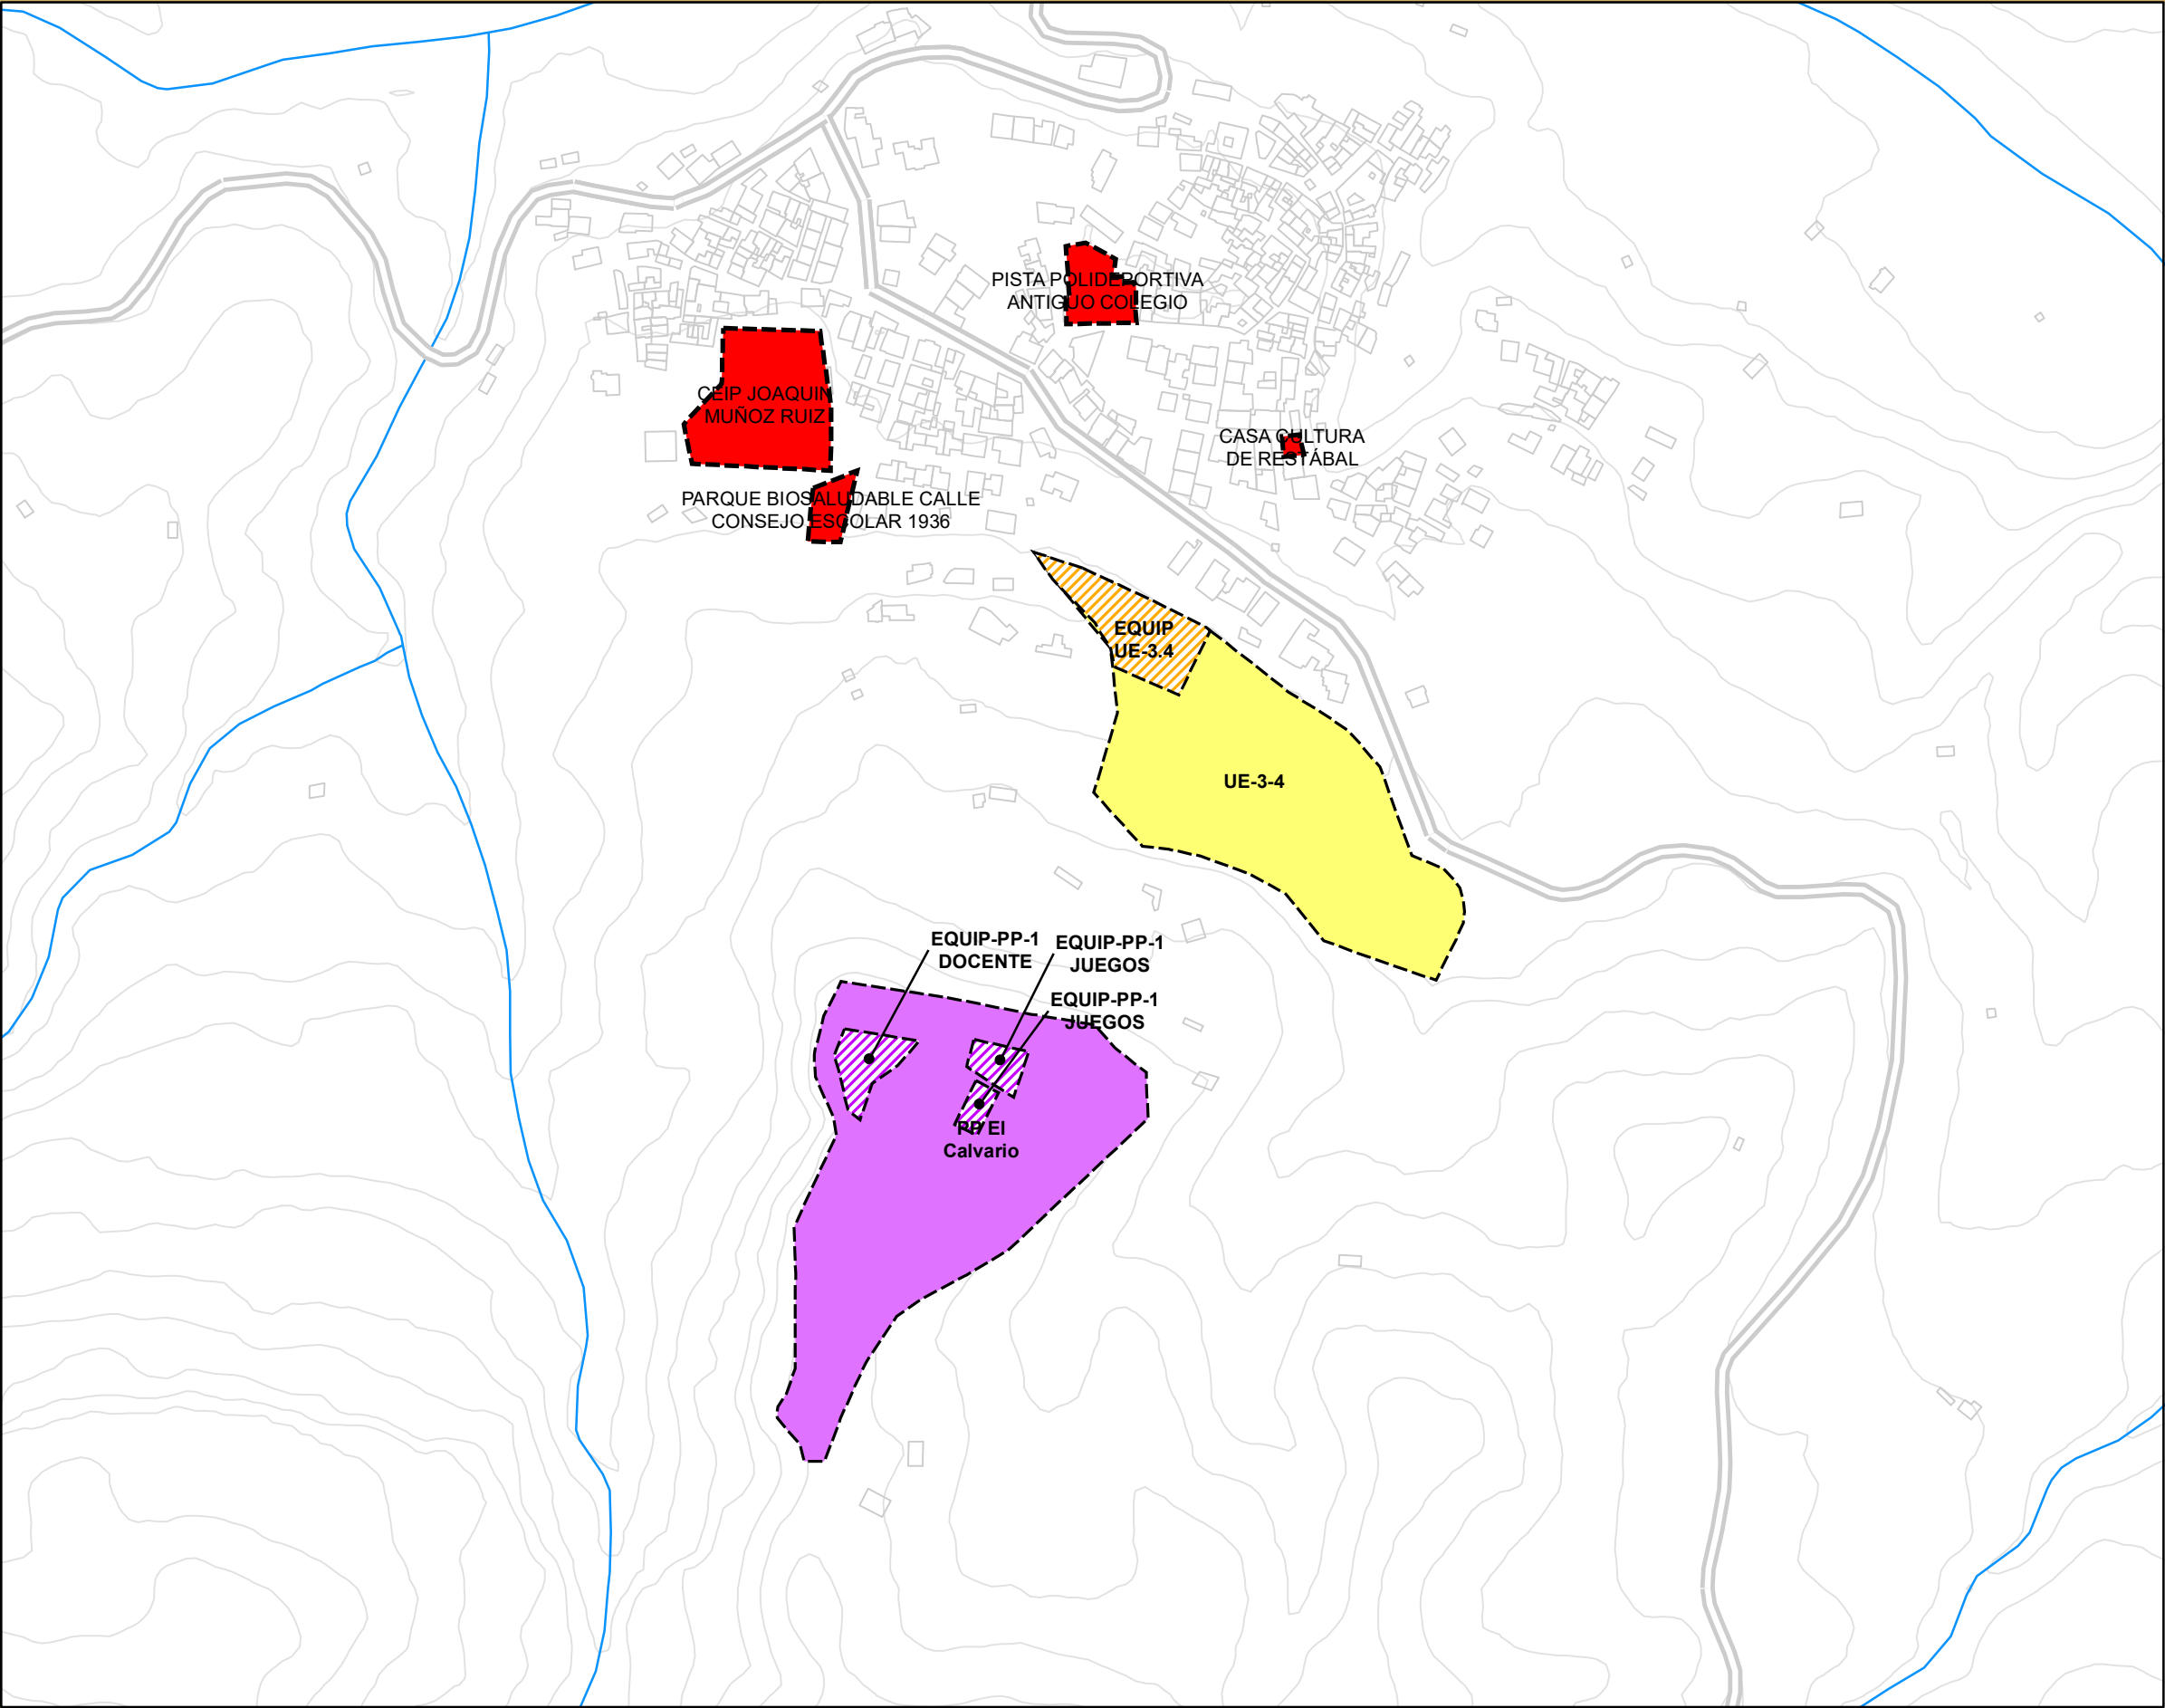 PISTA POLIDEPORTIVA
ANTIGUO COLEGIO
CEIP JOAQUIN
MUÑOZ RUIZ
CASA CULTURA
DE RESTÁBAL
PARQUE BIOSALUDABLE CALLE
CONSEJO ESCOLAR 1936
EQUIP
UE-3.4
UE-3-4
EQUIP-PP-1
DOCENTE
EQUIP-PP-1
JUEGOS
EQUIP-PP-1
JUEGOS
PP El
Calvario